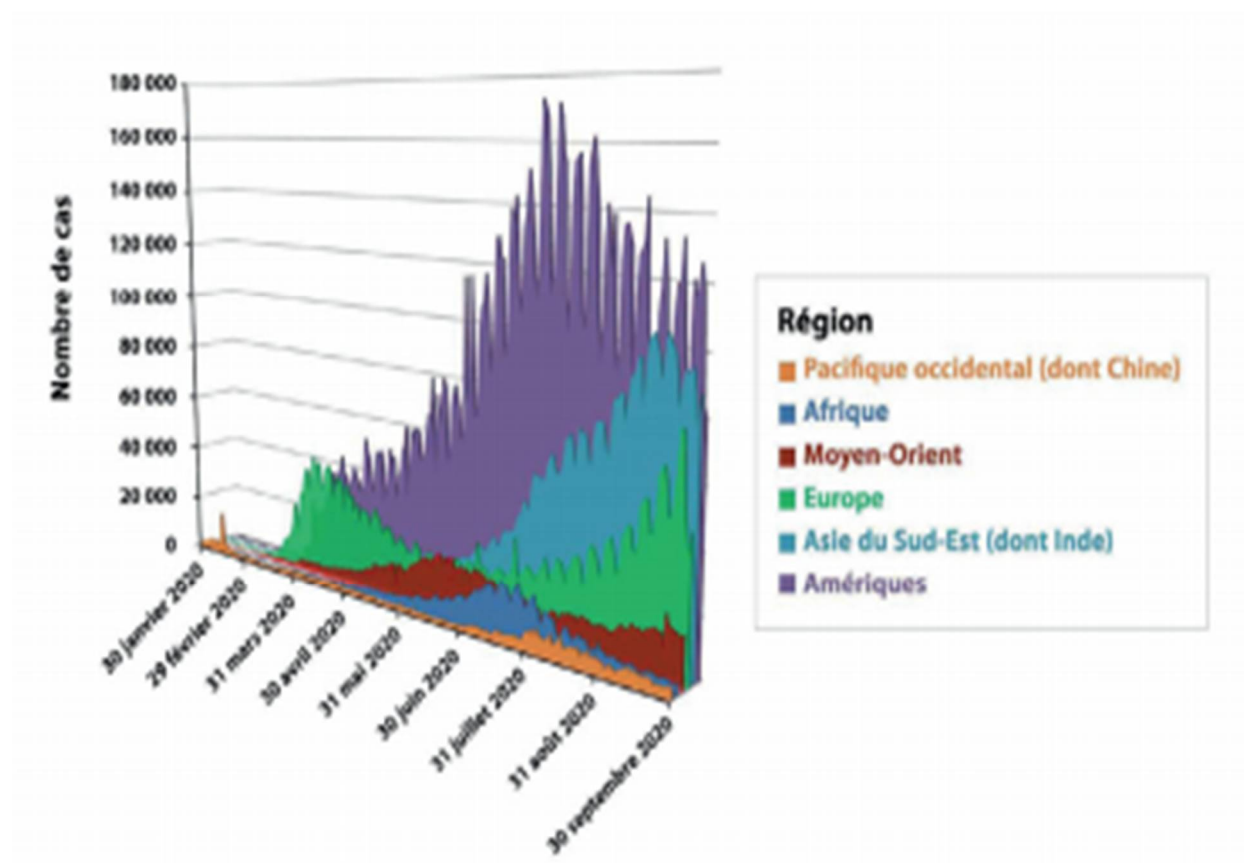 180 000
160 000
140 000
120 000
100 000
80 000
60 000
40 000
20 000
0
Nombre de cas
30 janvier 2020
29 février 2020
31 mars 2020
30 avril 2020
31 mai 2020
30 juin 2020
31 juillet 2020
31 août 2020
30 septembre 2020
Région
Pacifique occidental (dont Chine)
Afrique
Moyen-Orient
Europe
Asie du Sud-Est (dont Inde)
Amériques